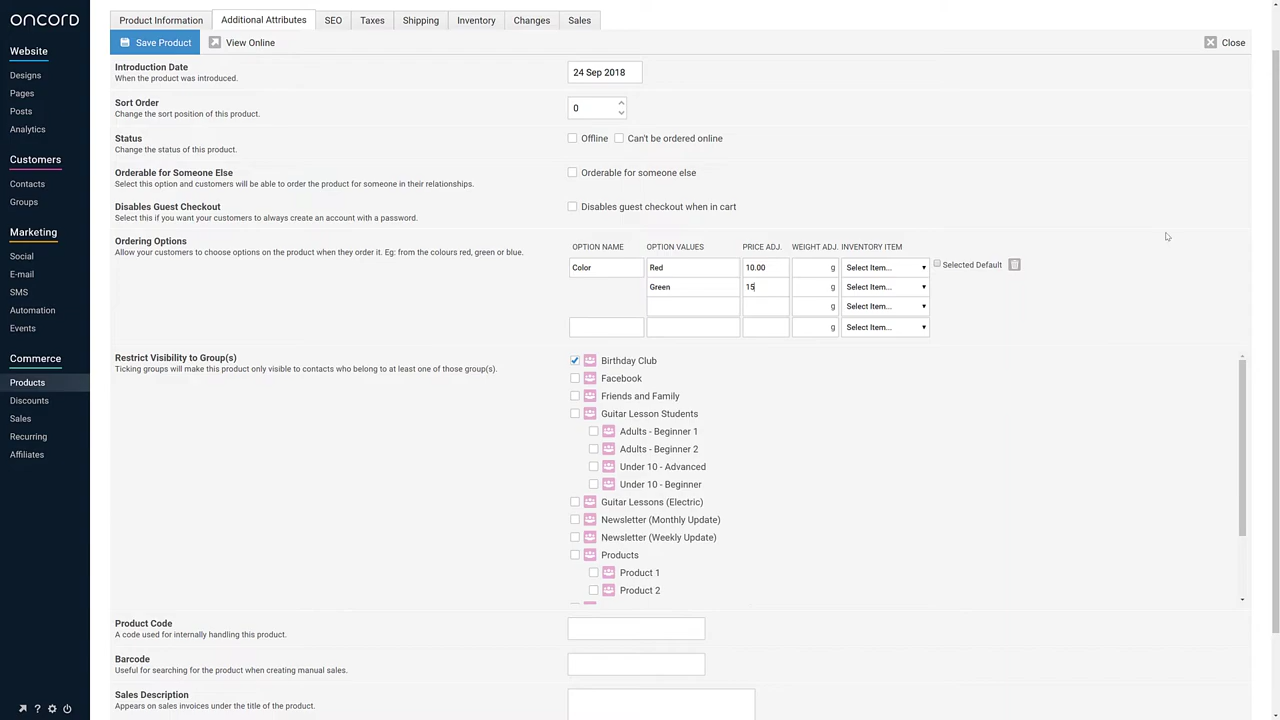 oncord
Website
Designs
Pages
Posts
Analytics
Customers
Contacts
Groups
Marketing
Social
E-mail
SMS
Automation
Events
Commerce
Products
Discounts
Sales
Recurring
Affiliates
Product Information
Additional Attributes
SEO
Taxes
Shipping
Inventory
Changes
Sales
Save Product
View Online
Close
Introduction Date
When the product was introduced.
24 Sep 2018
Sort Order
Change the sort position of this product.
0
Status
Change the status of this product.
Offline
Can't be ordered online
Orderable for Someone Else
Select this option and customers will be able to order the product for someone in their relationships.
Orderable for someone else
Disables Guest Checkout
Select this if you want your customers to always create an account with a password.
Disables guest checkout when in cart
Ordering Options
Allow your customers to choose options on the product when they order it. Eg: from the colours red, green or blue.
OPTION NAME OPTION VALUES PRICE ADJ. WEIGHT ADJ. INVENTORY ITEM
Color Red 10.00 g Select Item... Selected Default
Green 15 g Select Item...
g Select Item...
g Select Item...
Restrict Visibility to Group(s)
Ticking groups will make this product only visible to contacts who belong to at least one of those group(s).
Birthday Club
Facebook
Friends and Family
Guitar Lesson Students
Adults - Beginner 1
Adults - Beginner 2
Under 10 - Advanced
Under 10 - Beginner
Guitar Lessons (Electric)
Newsletter (Monthly Update)
Newsletter (Weekly Update)
Products
Product 1
Product 2
Product Code
A code used for internally handling this product.
Barcode
Useful for searching for the product when creating manual sales.
Sales Description
Appears on sales invoices under the title of the product.